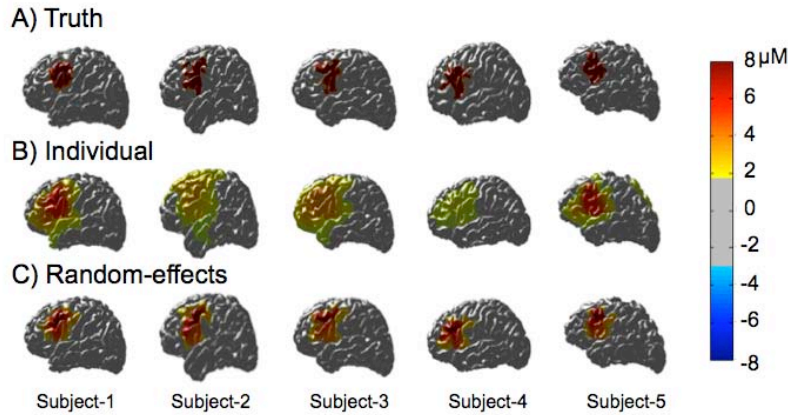 A) Truth
8 μM
6
4
2
0
-2
-4
-6
-8
B) Individual
C) Random-effects
Subject-1 Subject-2 Subject-3 Subject-4 Subject-5